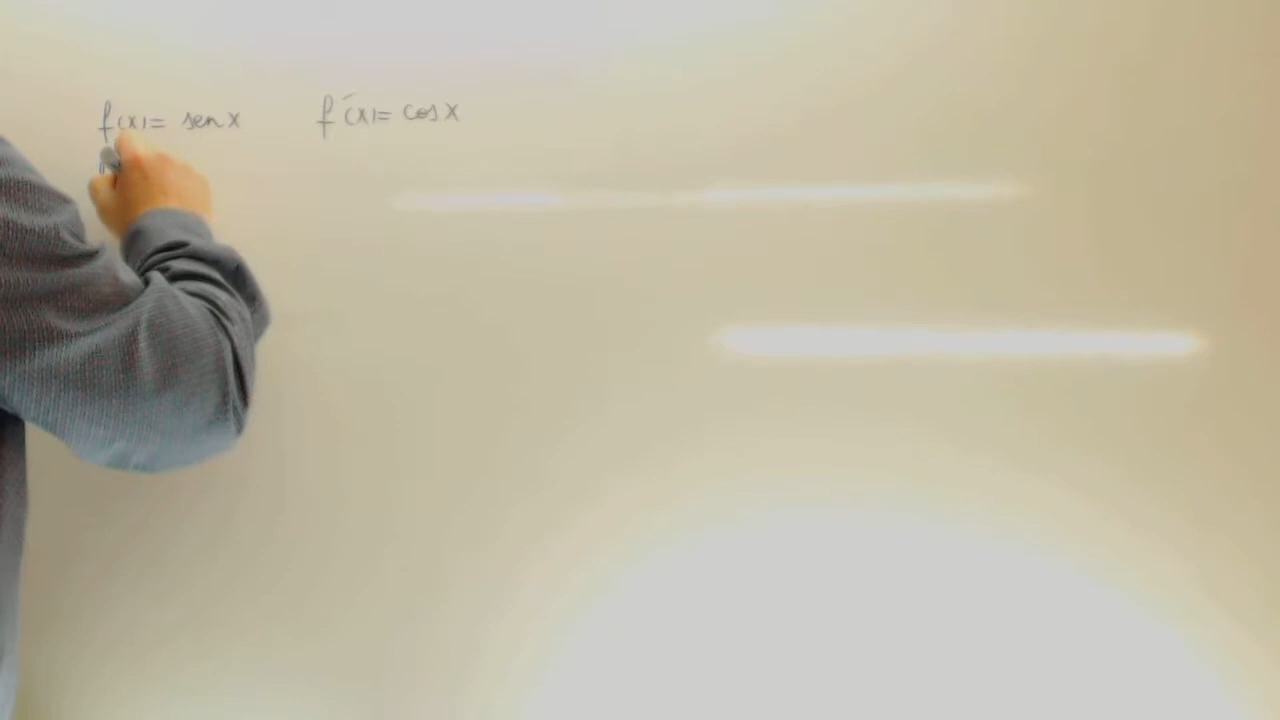 f(x) = sen x f´(x) = cos x